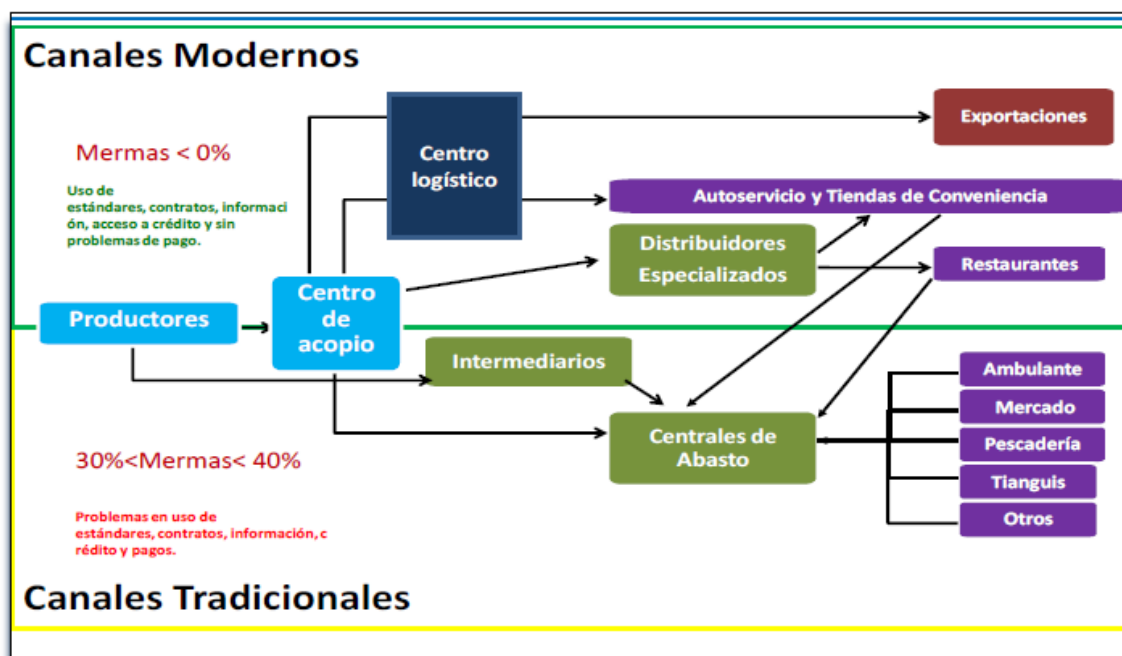 Canales Modernos
Mermas < 0%
Uso de
estándares, contratos, informaci
ón, acceso a crédito y sin
problemas de pago.
Centro
logístico
Exportaciones
Autoservicio y Tiendas de Conveniencia
Distribuidores
Especializados
Restaurantes
Productores
Centro
de
acopio
Intermediarios
Centrales de
Abasto
Ambulante
Mercado
Pescadería
Tianguis
Otros
30%<Mermas< 40%
Problemas en uso de
estándares, contratos, información, c
rédito y pagos.
Canales Tradicionales